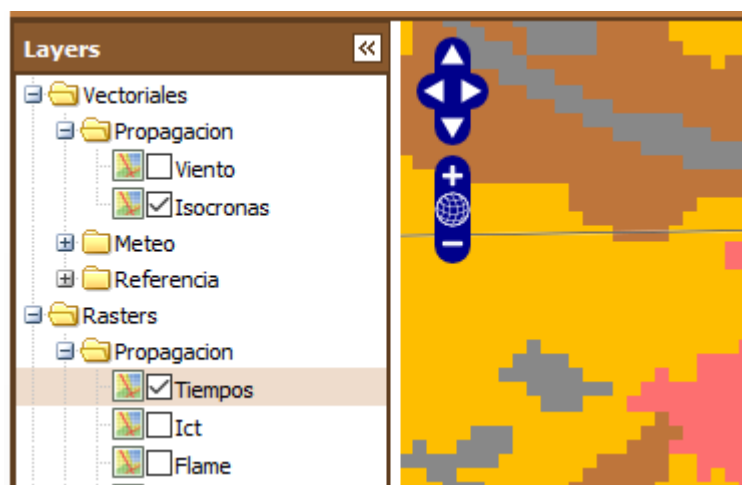 Layers
Vectoriales
Propagacion
Viento
Isocronas
Meteo
Referencia
Rasters
Propagacion
Tiempos
Ict
Flame